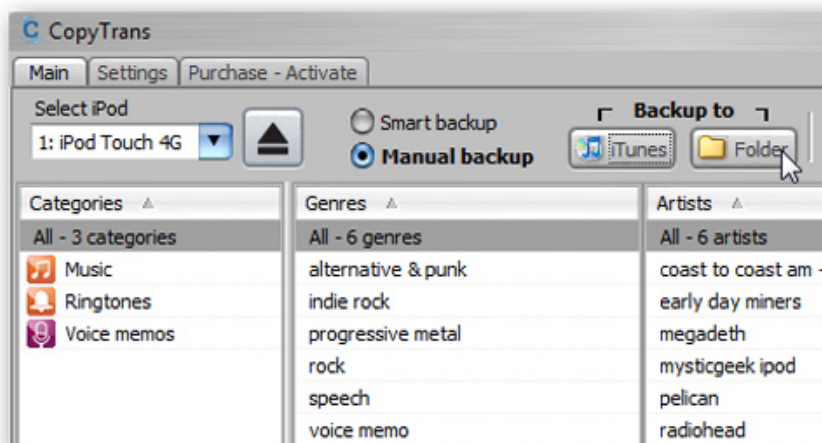 CopyTrans
Main Settings Purchase - Activate
Select iPod
1: iPod Touch 4G
Smart backup
Manual backup
Backup to
iTunes Folder
Categories Genres Artists
All - 3 categories All - 6 genres All - 6 artists
Music alternative & punk coast to coast am -
Ringtones indie rock early day miners
Voice memos progressive metal megadeth
rock mysticgeek ipod
speech pelican
voice memo radiohead